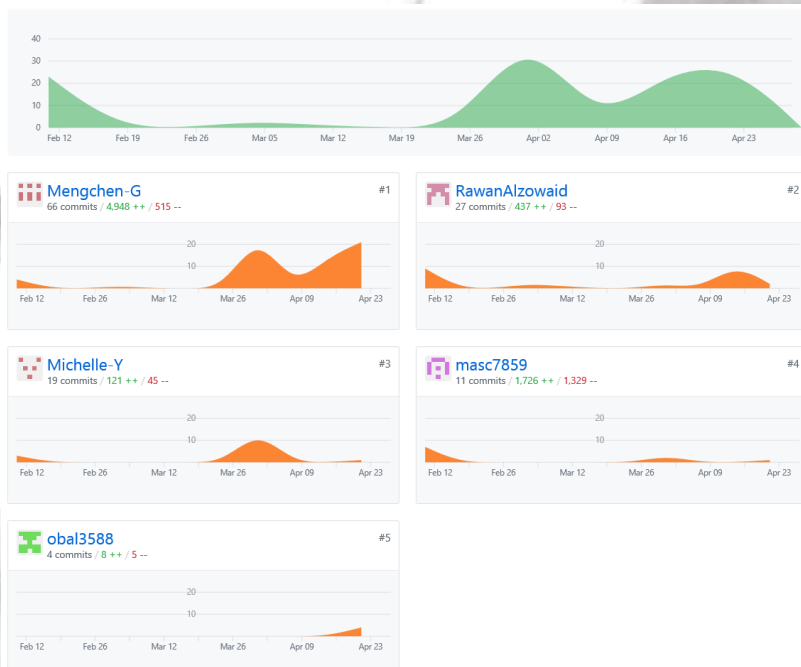 40
30
20
10
0
Feb 12 Feb 19 Feb 26 Mar 05 Mar 12 Mar 19 Mar 26 Apr 02 Apr 09 Apr 16 Apr 23
Mengchen-G #1
66 commits / 4,948 ++ / 515 --
20
10
Feb 12 Feb 26 Mar 12 Mar 26 Apr 09 Apr 23
RawanAlzowaid #2
27 commits / 437 ++ / 93 --
20
10
Feb 12 Feb 26 Mar 12 Mar 26 Apr 09 Apr 23
Michelle-Y #3
19 commits / 121 ++ / 45 --
20
10
Feb 12 Feb 26 Mar 12 Mar 26 Apr 09 Apr 23
masc7859 #4
11 commits / 1,726 ++ / 1,329 --
20
10
Feb 12 Feb 26 Mar 12 Mar 26 Apr 09 Apr 23
obal3588 #5
4 commits / 8 ++ / 5 --
20
10
Feb 12 Feb 26 Mar 12 Mar 26 Apr 09 Apr 23